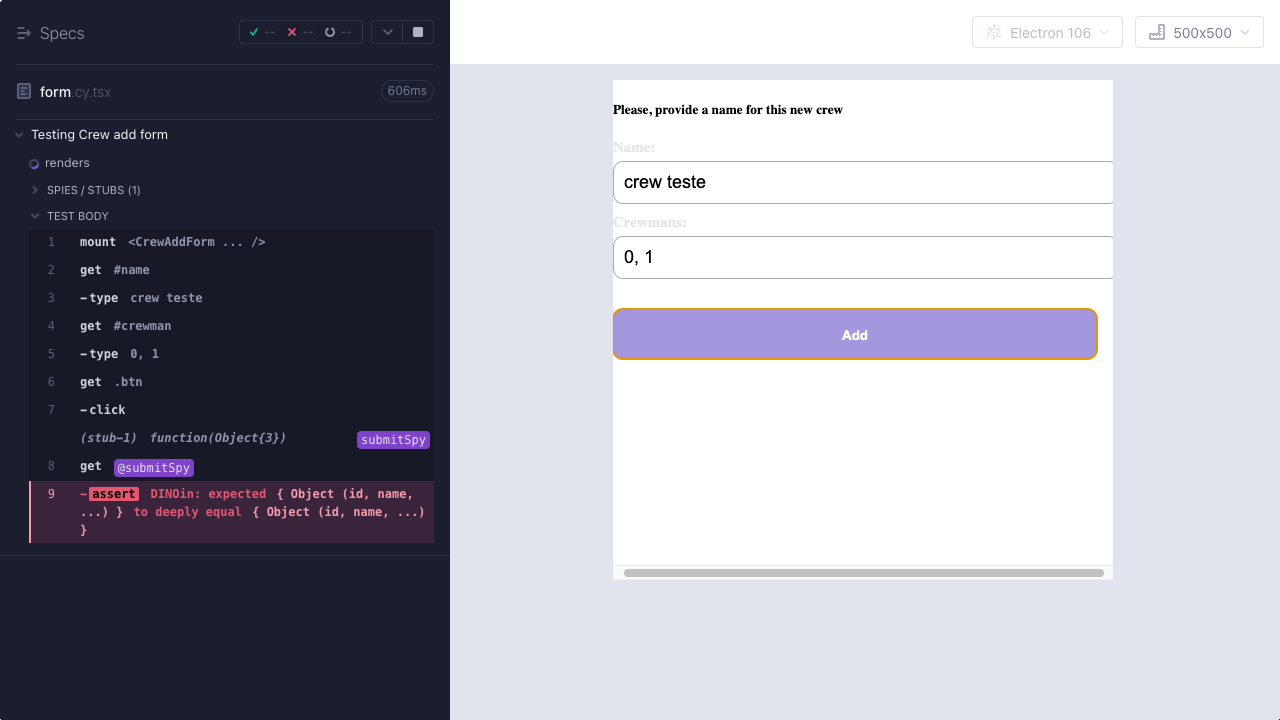 Specs
-- -- --
form.cy.tsx
606ms
Testing Crew add form
renders
SPIES / STUBS (1)
TEST BODY
1 mount <CrewAddForm ... />
2 get #name
3 -type crew teste
4 get #crewman
5 -type 0, 1
6 get .btn
7 -click
(stub-1) function(Object{3}) submitSpy
8 get @submitSpy
9 -assert DINOin: expected { Object (id, name,
...) } to deeply equal { Object (id, name, ...)
}
Electron 106
500x500
Please, provide a name for this new crew
Name:
crew teste
Crewmans:
0, 1
Add